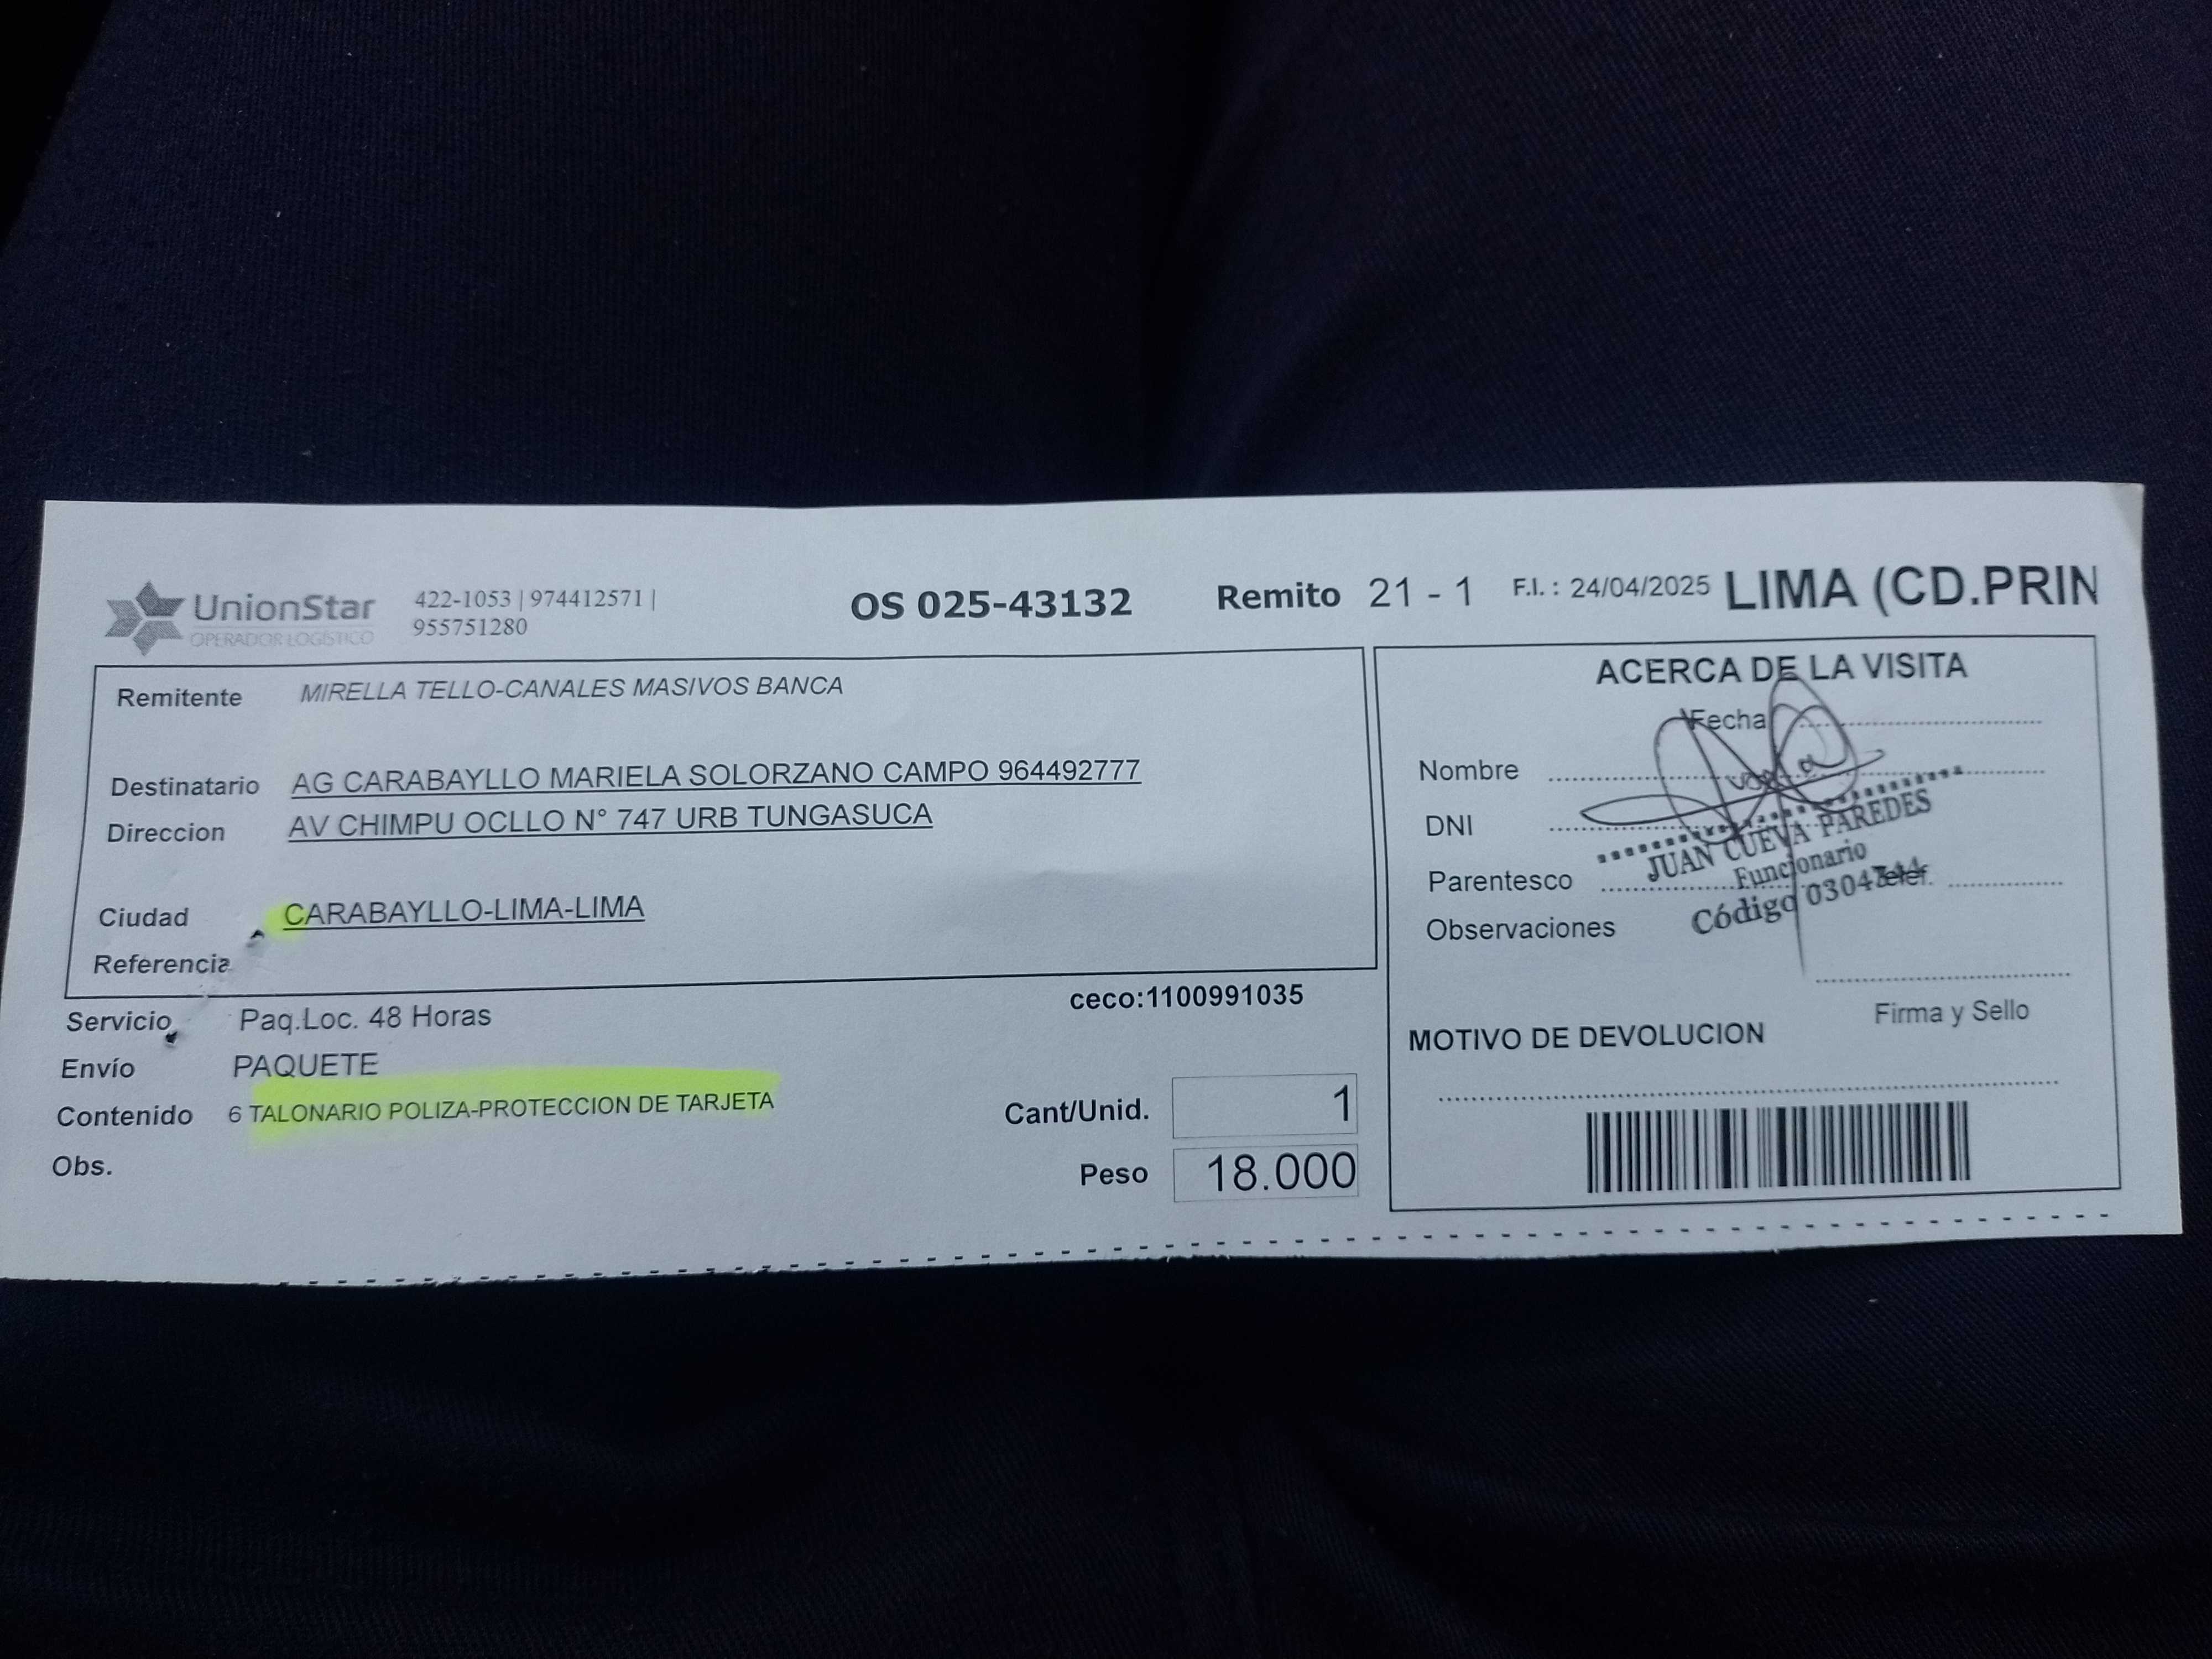 UnionStar
OPERADOR LOGÍSTICO
422-1053 | 974412571 |
955751280
OS 025-43132
Remito 21 - 1
F.I. : 24/04/2025
LIMA (CD.PRIN
Remitente MIRELLA TELLO-CANALES MASIVOS BANCA
Destinatario AG CARABAYLLO MARIELA SOLORZANO CAMPO 964492777
Direccion AV CHIMPU OCLLO N° 747 URB TUNGASUCA
Ciudad CARABAYLLO-LIMA-LIMA
Referencia
ceco:1100991035
Servicio Paq.Loc. 48 Horas
Envío PAQUETE
Contenido 6 TALONARIO POLIZA-PROTECCION DE TARJETA
Obs.
Cant/Unid. 1
Peso 18.000
ACERCA DE LA VISITA
Fecha
Nombre
DNI
JUAN CUEVA PAREDES
Funcionario
Parentesco
Telef.
Código
Observaciones
Firma y Sello
MOTIVO DE DEVOLUCION